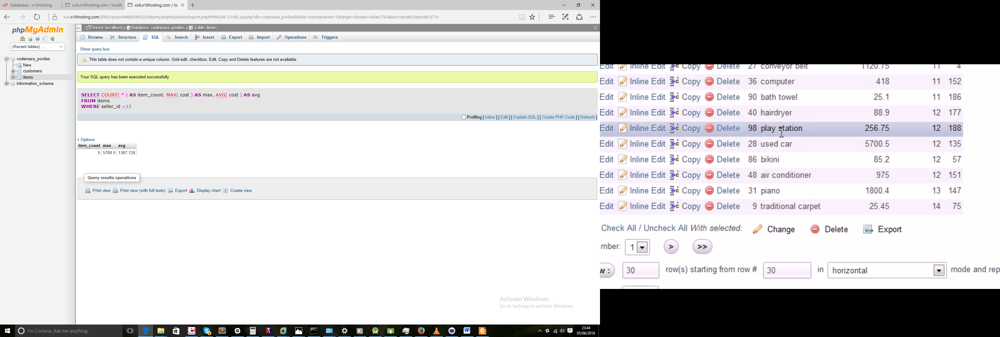 Databases - x10Hosting
xo6.x10hosting.com / localh
xo6.x10hosting.com / lo
xo6.x10hosting.com:2083/cpsess9446659933/3rdparty/phpMyAdmin/import.php#PMAURL-21:tbl_sql.php?db=codemara_povilas&table=items&server=1&target=&token=60ae7763a8acc1decab25a9ec9e2371c
phpMyAdmin
(Recent tables) ...
codemara_povilas
New
customers
items
information_schema
Server: localhost » Database: codemara_povilas » Table: items
Browse Structure SQL Search Insert Export Import Operations Triggers
Show query box
This table does not contain a unique column. Grid edit, checkbox, Edit, Copy and Delete features are not available.
Your SQL query has been executed successfully
SELECT COUNT( * ) AS item_count, MAX( cost ) AS max, AVG( cost ) AS avg
FROM items
WHERE seller_id =12
Profiling [ Inline ] [ Edit ] [ Explain SQL ] [ Create PHP Code ] [ Refresh ]
+ Options
item_count max avg
5 5700.5 1307.126
Query results operations
Print view Print view (with full texts) Export Display chart Create view
Activate Windows
Go to Settings to activate Windows.
I'm Cortana. Ask me anything.
23:44
05/06/2016
Edit Inline Edit Copy Delete 27 conveyor belt 1120.75 11 4
Edit Inline Edit Copy Delete 36 computer 418 11 152
Edit Inline Edit Copy Delete 90 bath towel 25.1 11 186
Edit Inline Edit Copy Delete 40 hairdryer 88.9 12 177
Edit Inline Edit Copy Delete 98 play station 256.75 12 188
Edit Inline Edit Copy Delete 28 used car 5700.5 12 135
Edit Inline Edit Copy Delete 86 bikini 85.2 12 57
Edit Inline Edit Copy Delete 48 air conditioner 975 12 151
Edit Inline Edit Copy Delete 31 piano 1800.4 13 147
Edit Inline Edit Copy Delete 9 traditional carpet 25.45 14 75
Check All / Uncheck All With selected: Change Delete Export
mber: 1 > >>
w : 30 row(s) starting from row # 30 in horizontal mode and rep